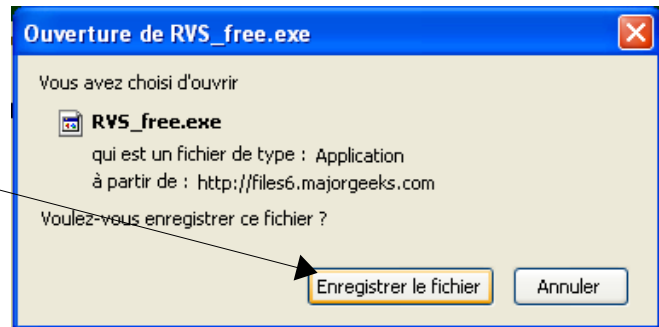 Ouverture de RVS_free.exe
Vous avez choisi d'ouvrir
RVS_free.exe
qui est un fichier de type : Application
à partir de : http://files6.majorgeeks.com
Voulez-vous enregistrer ce fichier ?
Enregistrer le fichier Annuler